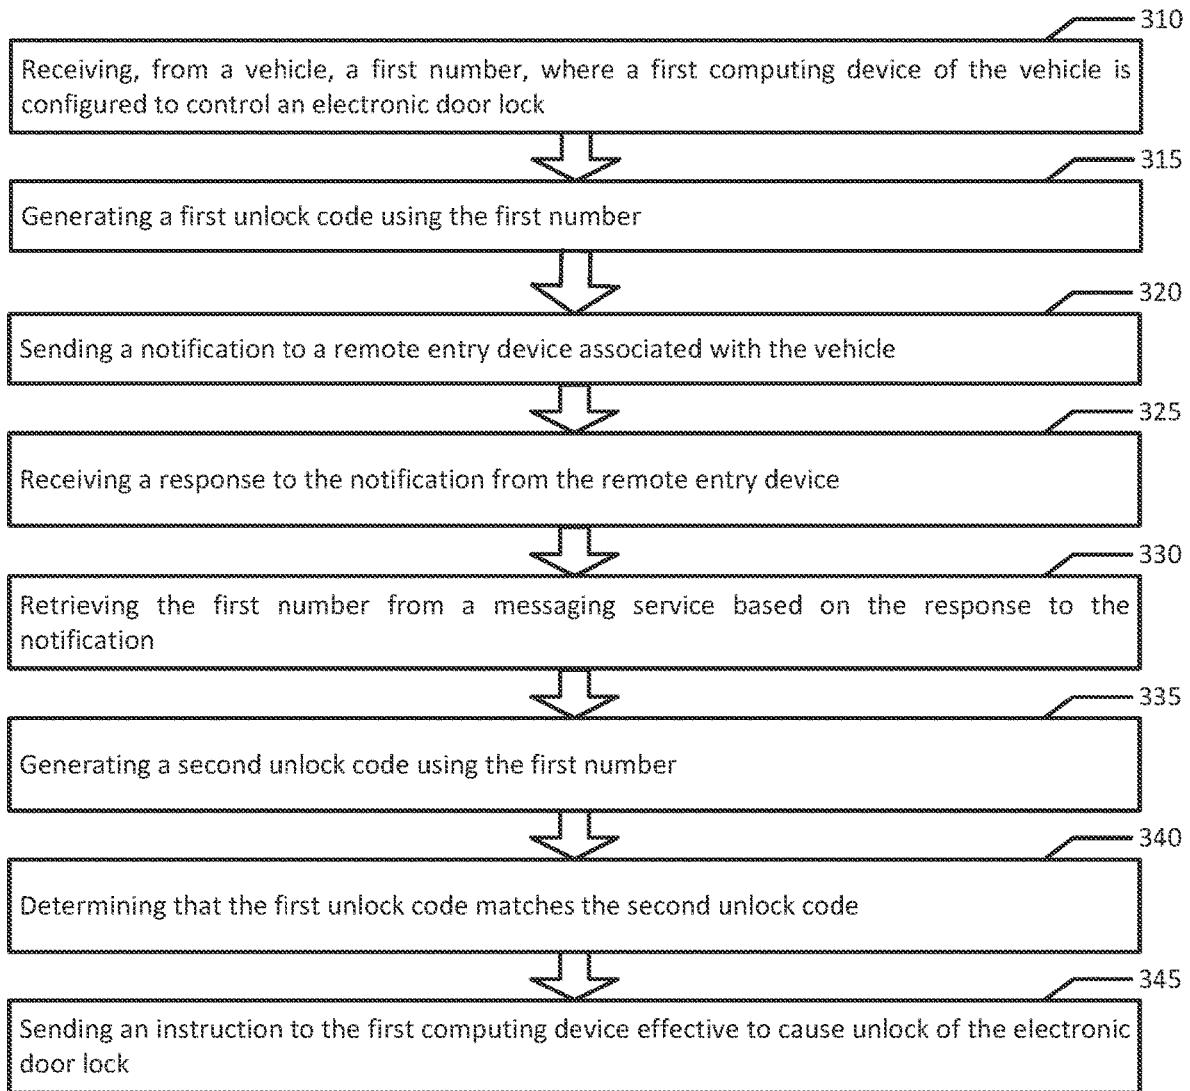 310
Receiving, from a vehicle, a first number, where a first computing device of the vehicle is
configured to control an electronic door lock
315
Generating a first unlock code using the first number
320
Sending a notification to a remote entry device associated with the vehicle
325
Receiving a response to the notification from the remote entry device
330
Retrieving the first number from a messaging service based on the response to the
notification
335
Generating a second unlock code using the first number
340
Determining that the first unlock code matches the second unlock code
345
Sending an instruction to the first computing device effective to cause unlock of the electronic
door lock